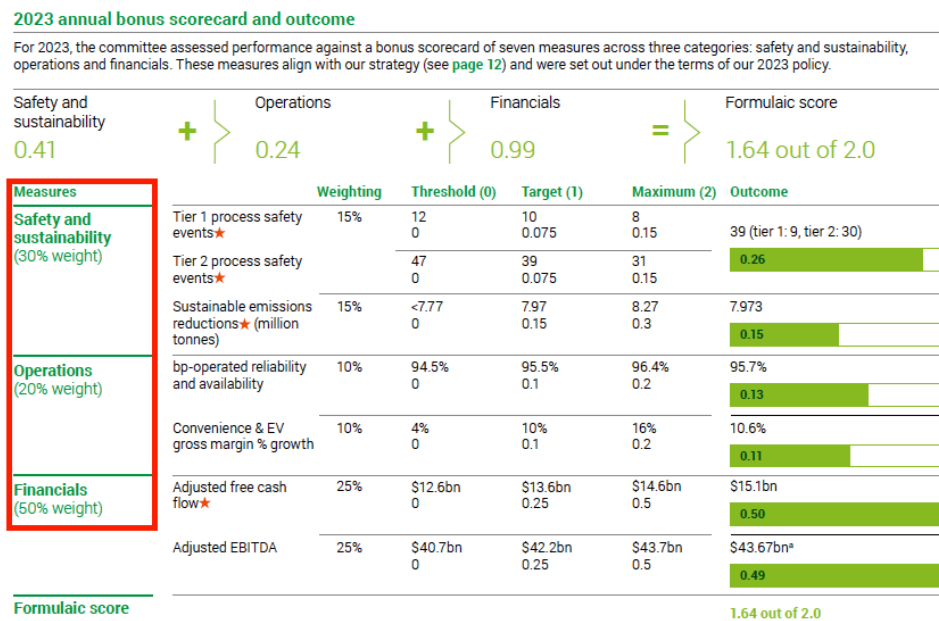 2023 annual bonus scorecard and outcome
For 2023, the committee assessed performance against a bonus scorecard of seven measures across three categories: safety and sustainability,
operations and financials. These measures align with our strategy (see page 12) and were set out under the terms of our 2023 policy.
Safety and
sustainability
0.41
+
Operations
0.24
+
Financials
0.99
=
Formulaic score
1.64 out of 2.0
Measures Weighting Threshold (0) Target (1) Maximum (2) Outcome
Safety and
sustainability
(30% weight)
Tier 1 process safety 15% 12 10 8
events★ 0 0.075 0.15
39 (tier 1: 9, tier 2: 30)
0.26
Tier 2 process safety 47 39 31
events★ 0 0.075 0.15
Sustainable emissions 15% <7.77 7.97 8.27 7.973
reductions★ (million 0 0.15 0.3
tonnes)
0.15
Operations
(20% weight)
bp-operated reliability 10% 94.5% 95.5% 96.4% 95.7%
and availability 0 0.1 0.2
0.13
Convenience & EV 10% 4% 10% 16% 10.6%
gross margin % growth 0 0.1 0.2
0.11
Financials
(50% weight)
Adjusted free cash 25% $12.6bn $13.6bn $14.6bn $15.1bn
flow★ 0 0.25 0.5
0.50
Adjusted EBITDA 25% $40.7bn $42.2bn $43.7bn $43.67bnᵃ
0 0.25 0.5
0.49
Formulaic score 1.64 out of 2.0